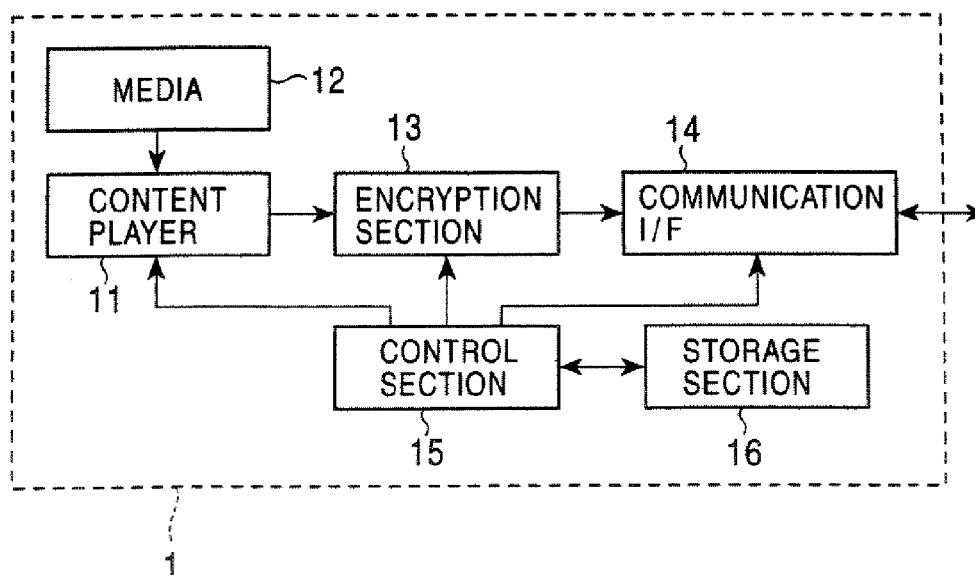 MEDIA
12
13
14
CONTENT
PLAYER
ENCRYPTION
SECTION
COMMUNICATION
I/F
11
CONTROL
SECTION
STORAGE
SECTION
15
16
1